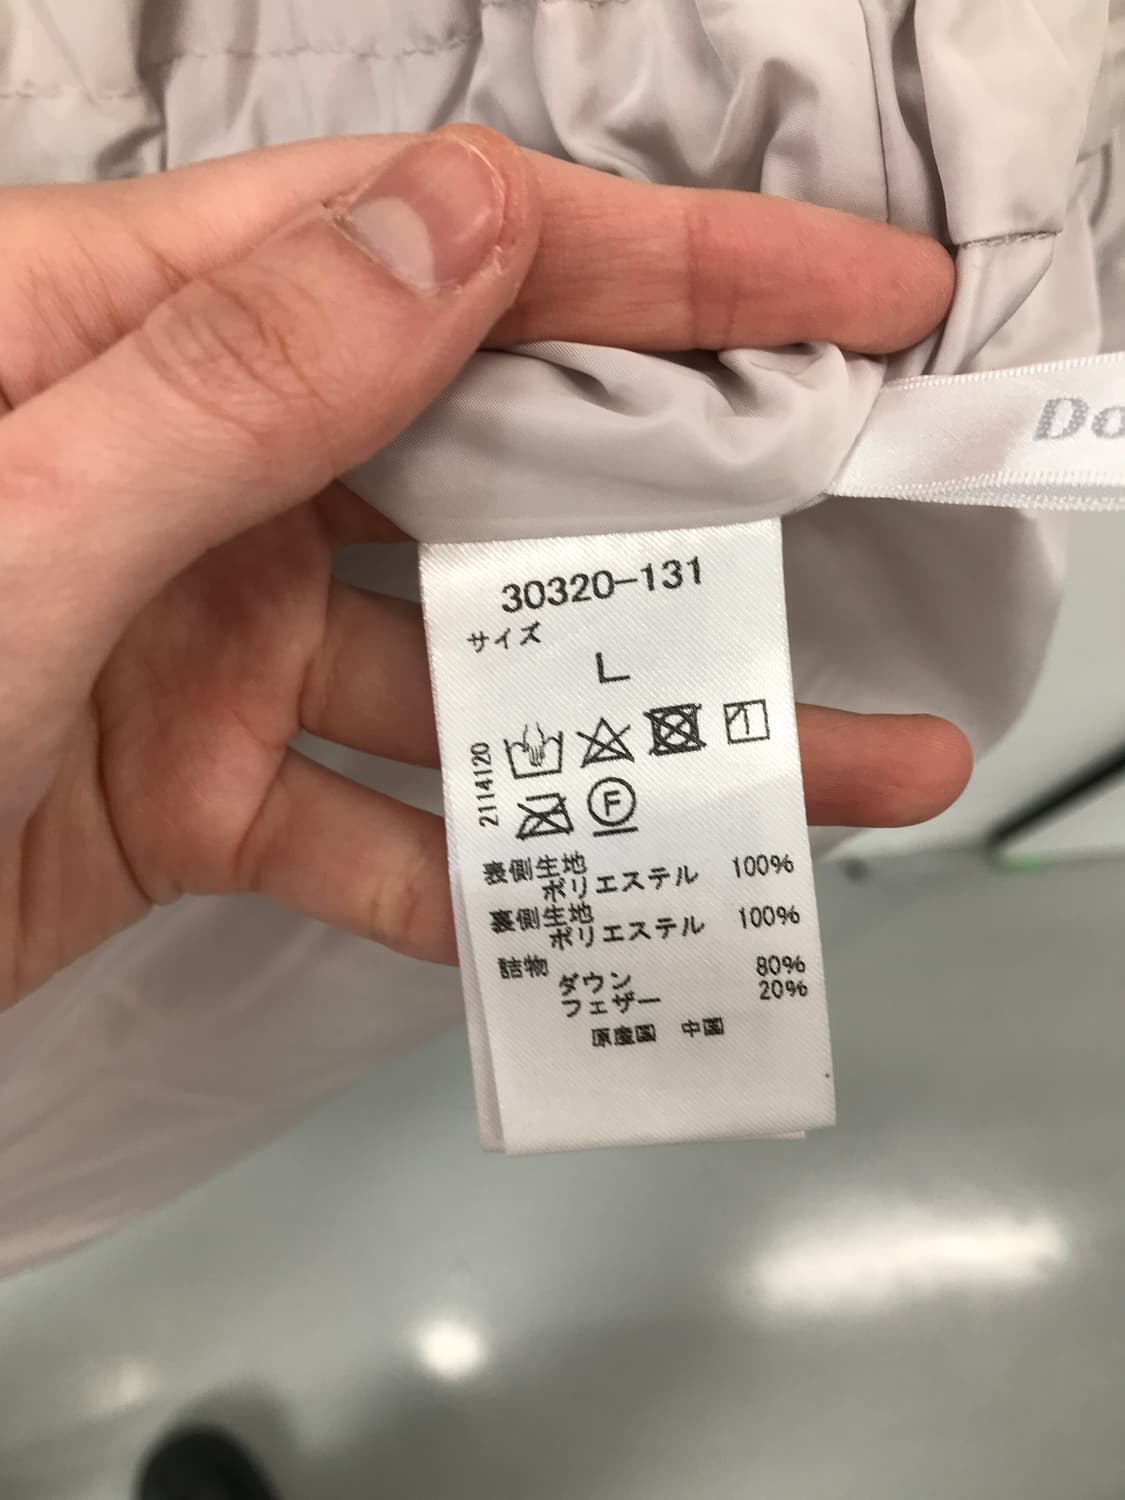 Do
30320-131
サイズ
L
2114120
F
表側生地
ポリエステル 100%
裏側生地
ポリエステル 100%
詰物
ダウン 80%
フェザー 20%
原産国 中国